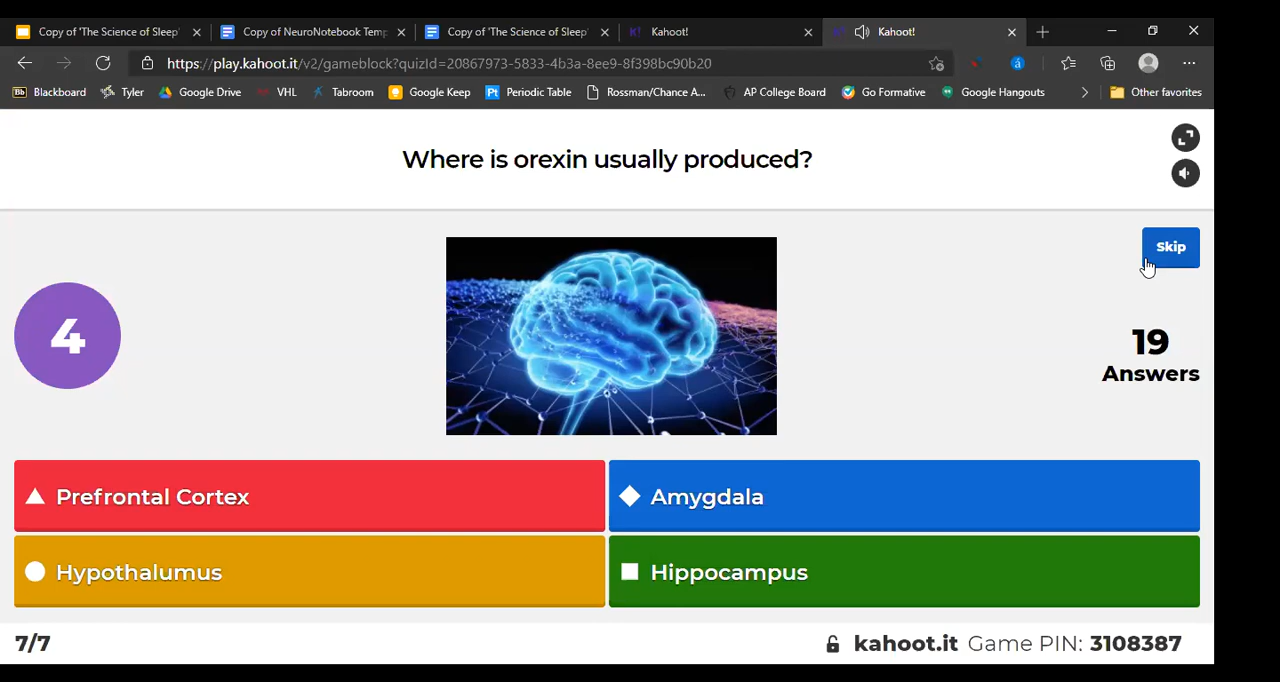 Copy of 'The Science of Sleep'
Copy of NeuroNotebook Temp
Copy of 'The Science of Sleep'
K! Kahoot!
Kahoot!
https://play.kahoot.it/v2/gameblock?quizId=20867973-5833-4b3a-8ee9-8f398bc90b20
Bb Blackboard Tyler Google Drive VHL Tabroom Google Keep Pt Periodic Table Rossman/Chance A... AP College Board Go Formative Google Hangouts Other favorites
Where is orexin usually produced?
Skip
4
19
Answers
Prefrontal Cortex
Amygdala
Hypothalumus
Hippocampus
7/7
kahoot.it Game PIN: 3108387